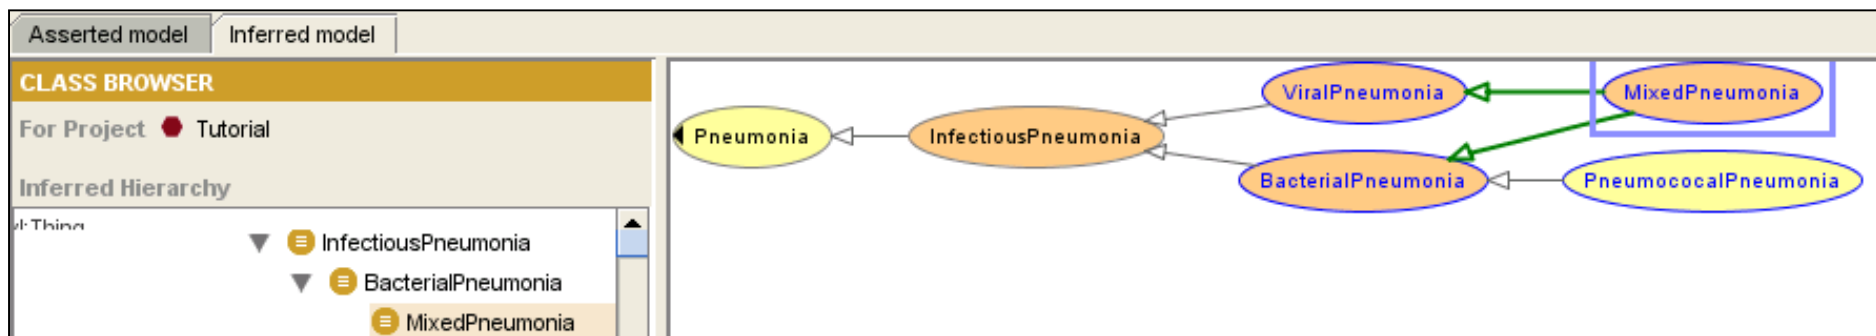 Asserted model Inferred model
CLASS BROWSER
For Project Tutorial
Inferred Hierarchy
InfectiousPneumonia
BacterialPneumonia
MixedPneumonia
ViralPneumonia MixedPneumonia
Pneumonia InfectiousPneumonia
BacterialPneumonia PneumococalPneumonia